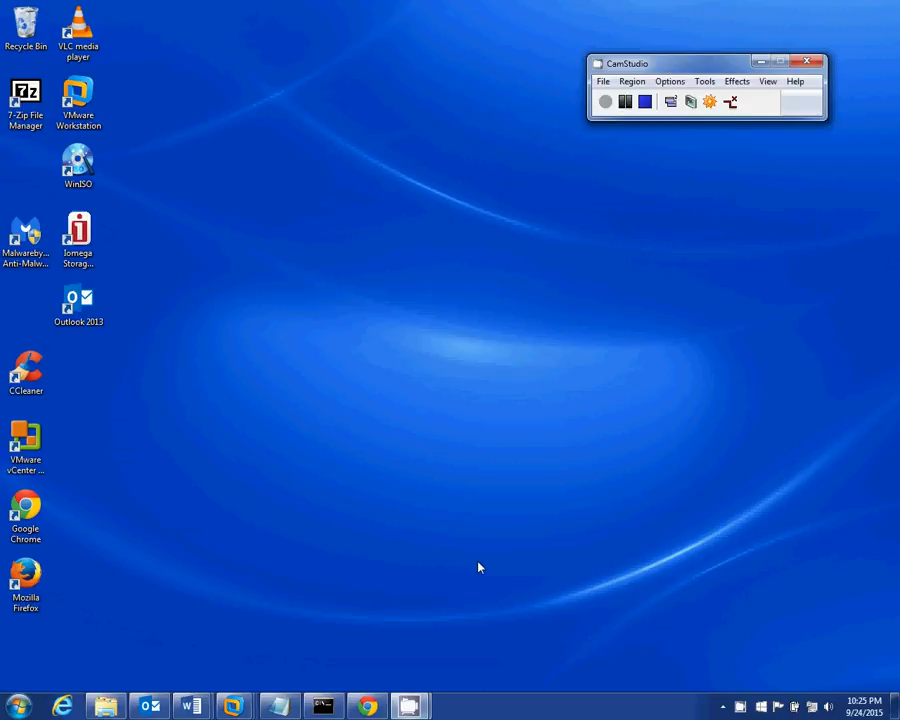 Recycle Bin
VLC media
player
7-Zip File
Manager
VMware
Workstation
WinISO
Malwareby...
Anti-Malw...
Iomega
Storag...
Outlook 2013
CCleaner
VMware
vCenter ...
Google
Chrome
Mozilla
Firefox
CamStudio
File Region Options Tools Effects View Help
10:25 PM
9/24/2015